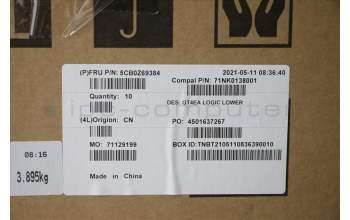 (P)FRU P/N: 5CB0Z69384
2021-05-11 08:36:40
Compal P/N: 71NK0138001
Quantity: 10
DES: GT4EA LOGIC LOWER
(4L)Origin: CN
PO: 4501637267
MO: 71129199
BOX ID:TNBT2105110836390010
Made in China
08:16
3.895kg